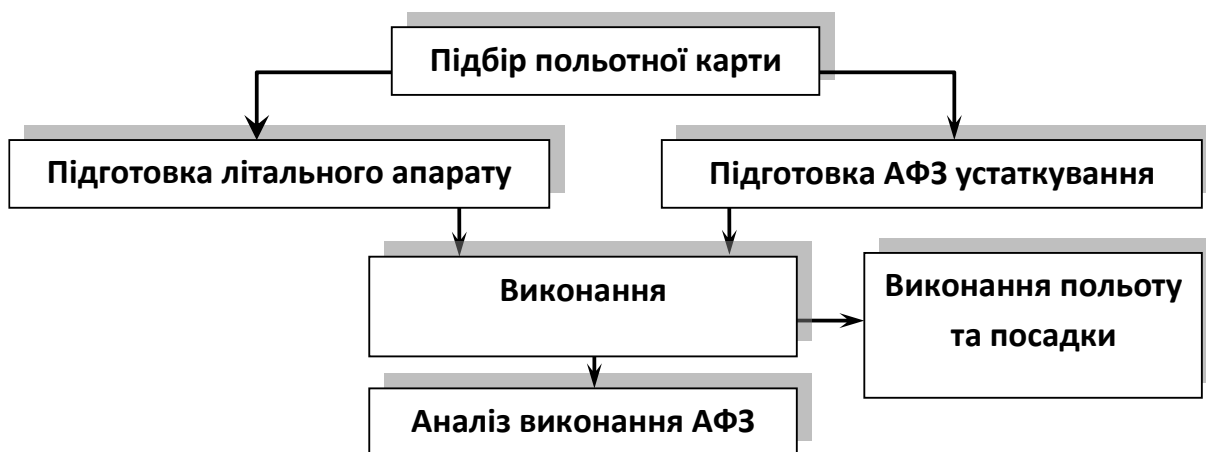 Підбір польотної карти
Підготовка літального апарату
Підготовка АФЗ устаткування
Виконання
Виконання польоту
та посадки
Аналіз виконання АФЗ